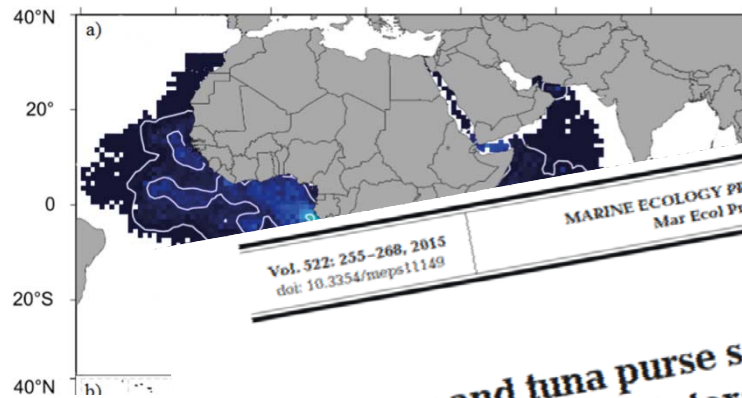 40°N
a)
20°
0
20°S
40°N
b)
MARINE ECOLOGY
Mar Ecol
Vol. 522: 255–268, 2015
doi: 10.3354/meps11149
and tuna purse